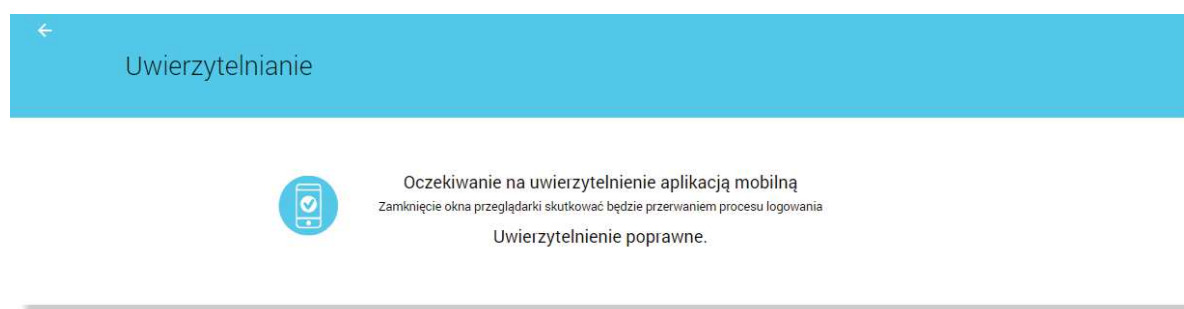 Uwierzytelnianie
Oczekiwanie na uwierzytelnienie aplikacją mobilną
Zamknięcie okna przeglądarki skutkować będzie przerwaniem procesu logowania
Uwierzytelnienie poprawne.